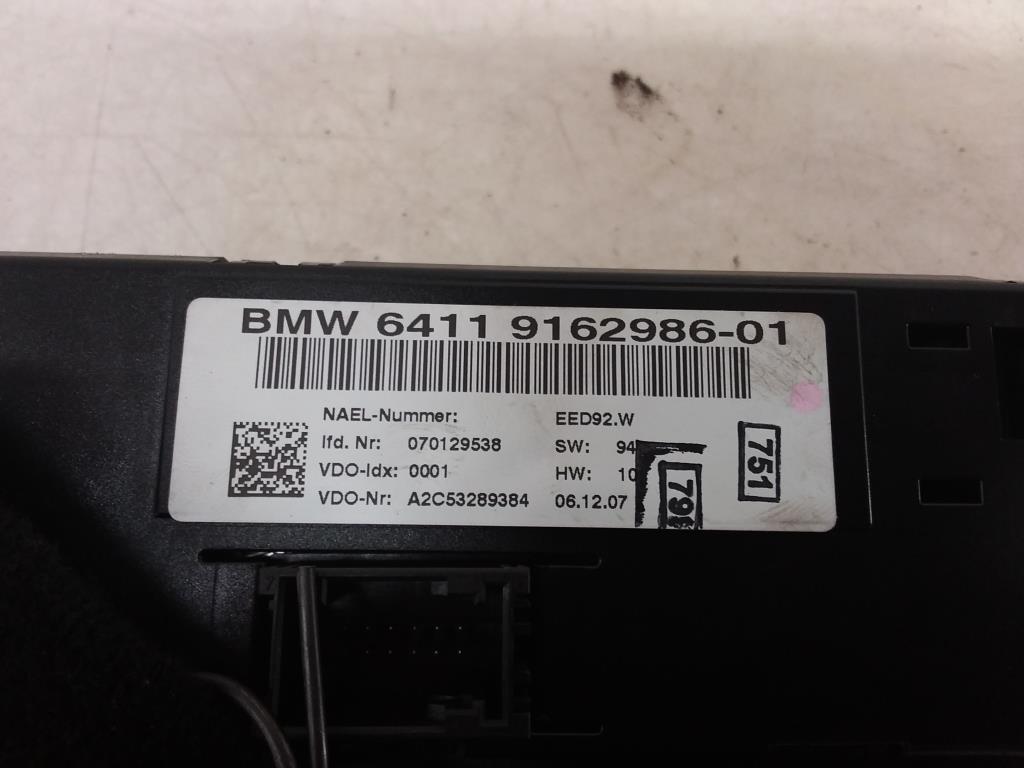 BMW 6411 9162986-01
NAEL-Nummer: EED92.W
lfd. Nr: 070129538 SW: 94
VDO-Idx: 0001 HW: 10
VDO-Nr: A2C53289384 06.12.07
751